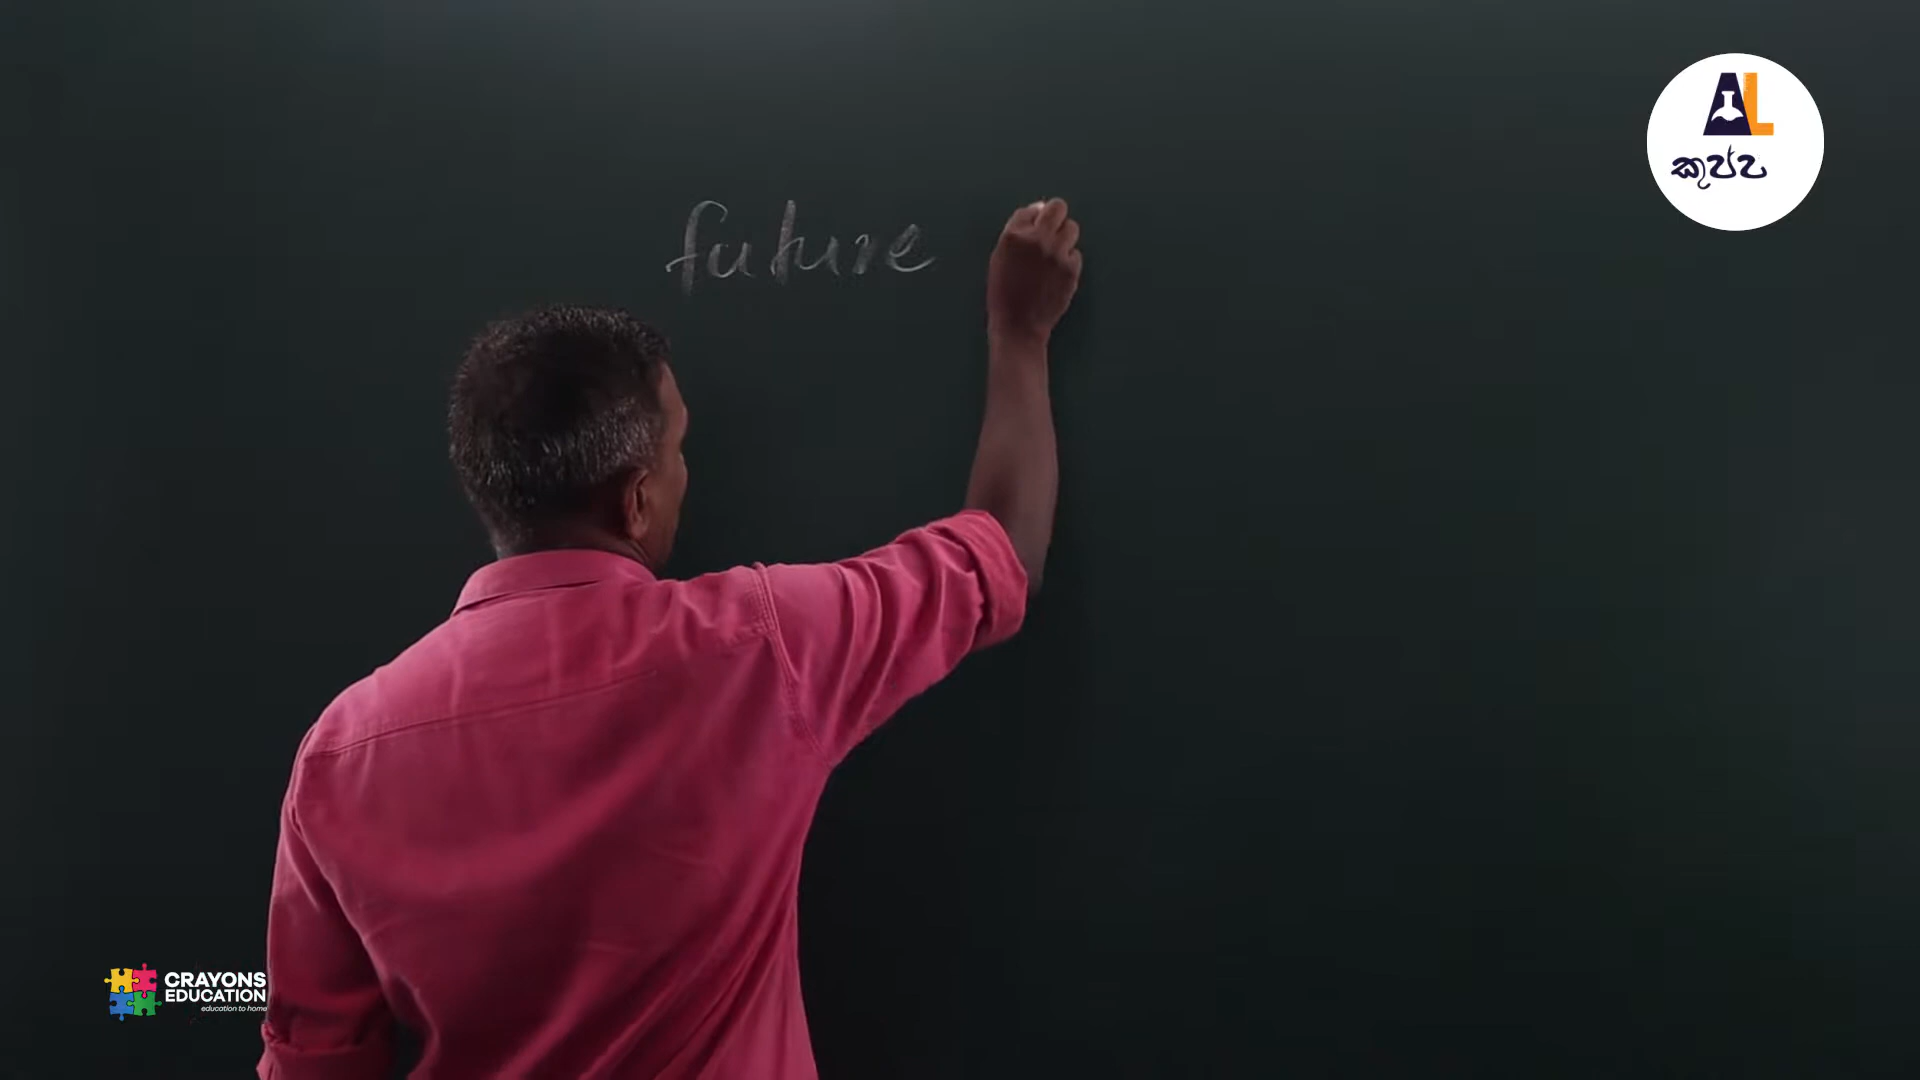 AL
කුප්පි
future
CRAYONS
EDUCATION
education to home